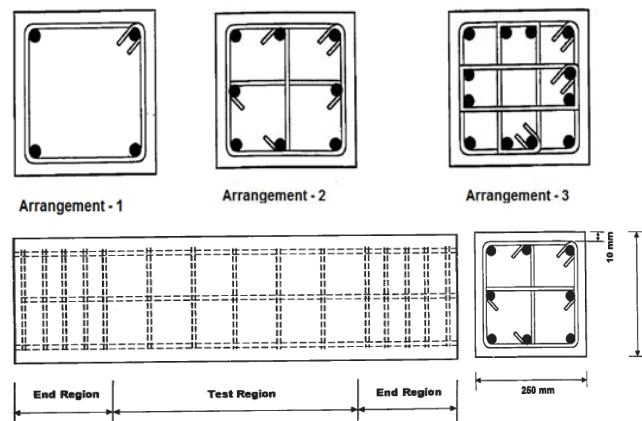 Arrangement - 1
Arrangement - 2
Arrangement - 3
10 mm
End Region
Test Region
End Region
250 mm